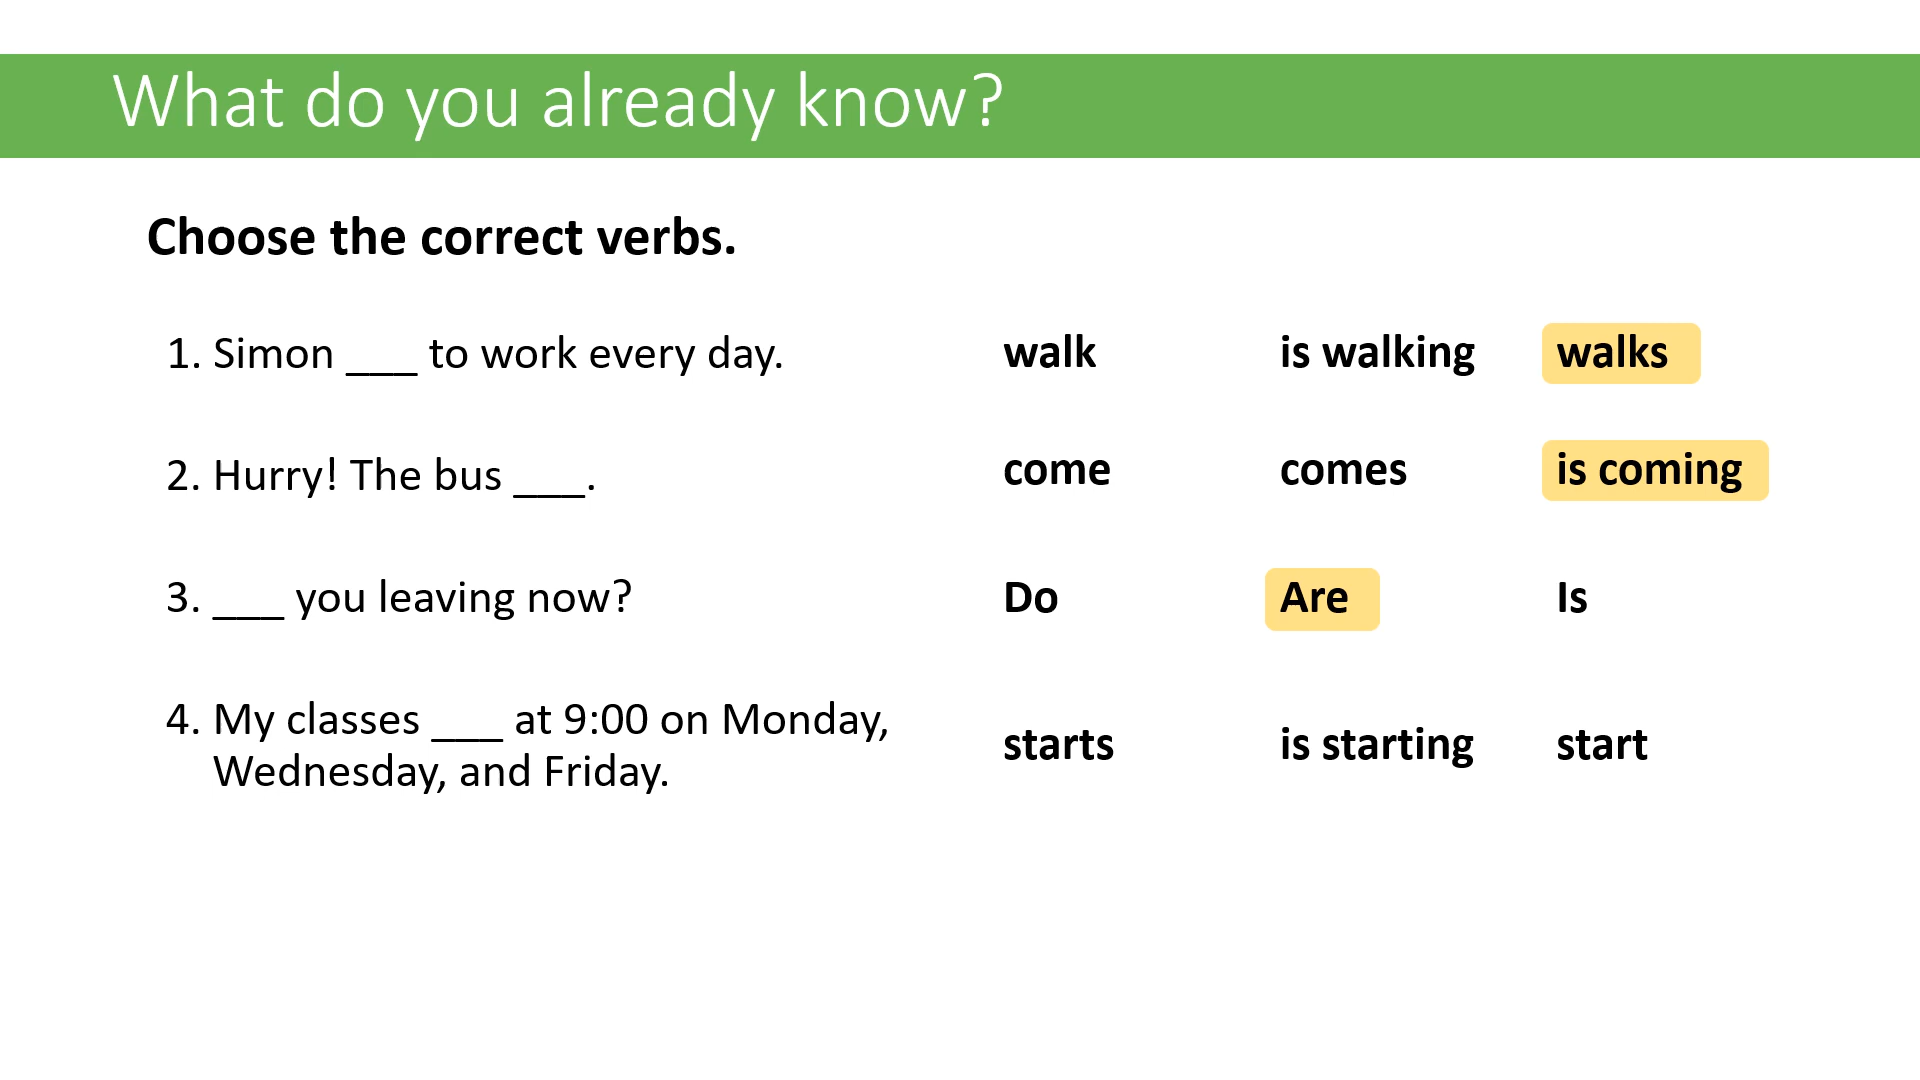 What do you already know?
Choose the correct verbs.
1. Simon ___ to work every day. walk is walking walks
2. Hurry! The bus ___. come comes is coming
3. ___ you leaving now? Do Are Is
4. My classes ___ at 9:00 on Monday,
Wednesday, and Friday.
starts is starting start